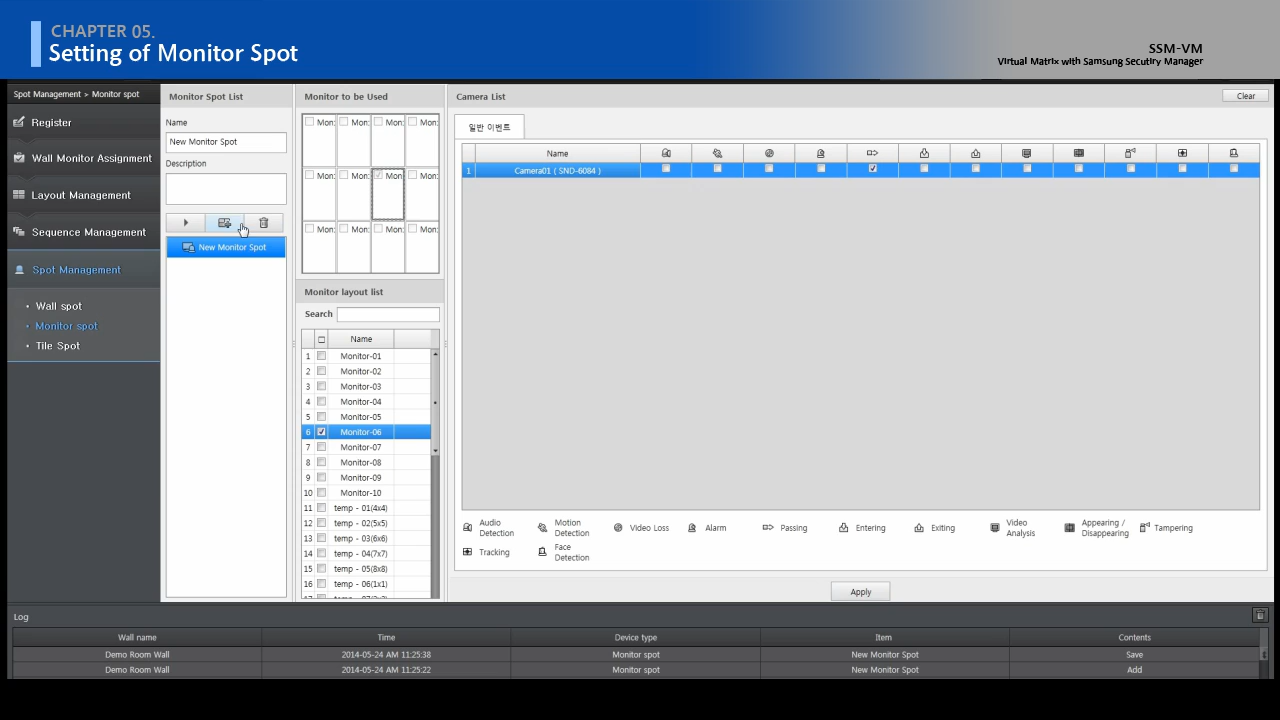 CHAPTER 05.
Setting of Monitor Spot
SSM-VM
Virtual Matrix with Samsung Secutiry Manager
Spot Management > Monitor spot
Register
Wall Monitor Assignment
Layout Management
Sequence Management
Spot Management
• Wall spot
• Monitor spot
• Tile Spot
Monitor Spot List
Name
New Monitor Spot
Description
New Monitor Spot
Monitor to be Used
Mon: Mon: Mon: Mon:
Mon: Mon: Mon: Mon:
Mon: Mon: Mon: Mon:
Monitor layout list
Search
Name
1 Monitor-01
2 Monitor-02
3 Monitor-03
4 Monitor-04
5 Monitor-05
6 Monitor-06
7 Monitor-07
8 Monitor-08
9 Monitor-09
10 Monitor-10
11 temp - 01(4x4)
12 temp - 02(5x5)
13 temp - 03(6x6)
14 temp - 04(7x7)
15 temp - 05(8x8)
16 temp - 06(1x1)
Camera List
Clear
일반 이벤트
Name
1 Camera01 ( SND-6084 )
Audio Detection
Motion Detection
Video Loss
Alarm
Passing
Entering
Exiting
Video Analysis
Appearing / Disappearing
Tampering
Tracking
Face Detection
Apply
Log
Wall name Time Device type Item Contents
Demo Room Wall 2014-05-24 AM 11:25:38 Monitor spot New Monitor Spot Save
Demo Room Wall 2014-05-24 AM 11:25:22 Monitor spot New Monitor Spot Add